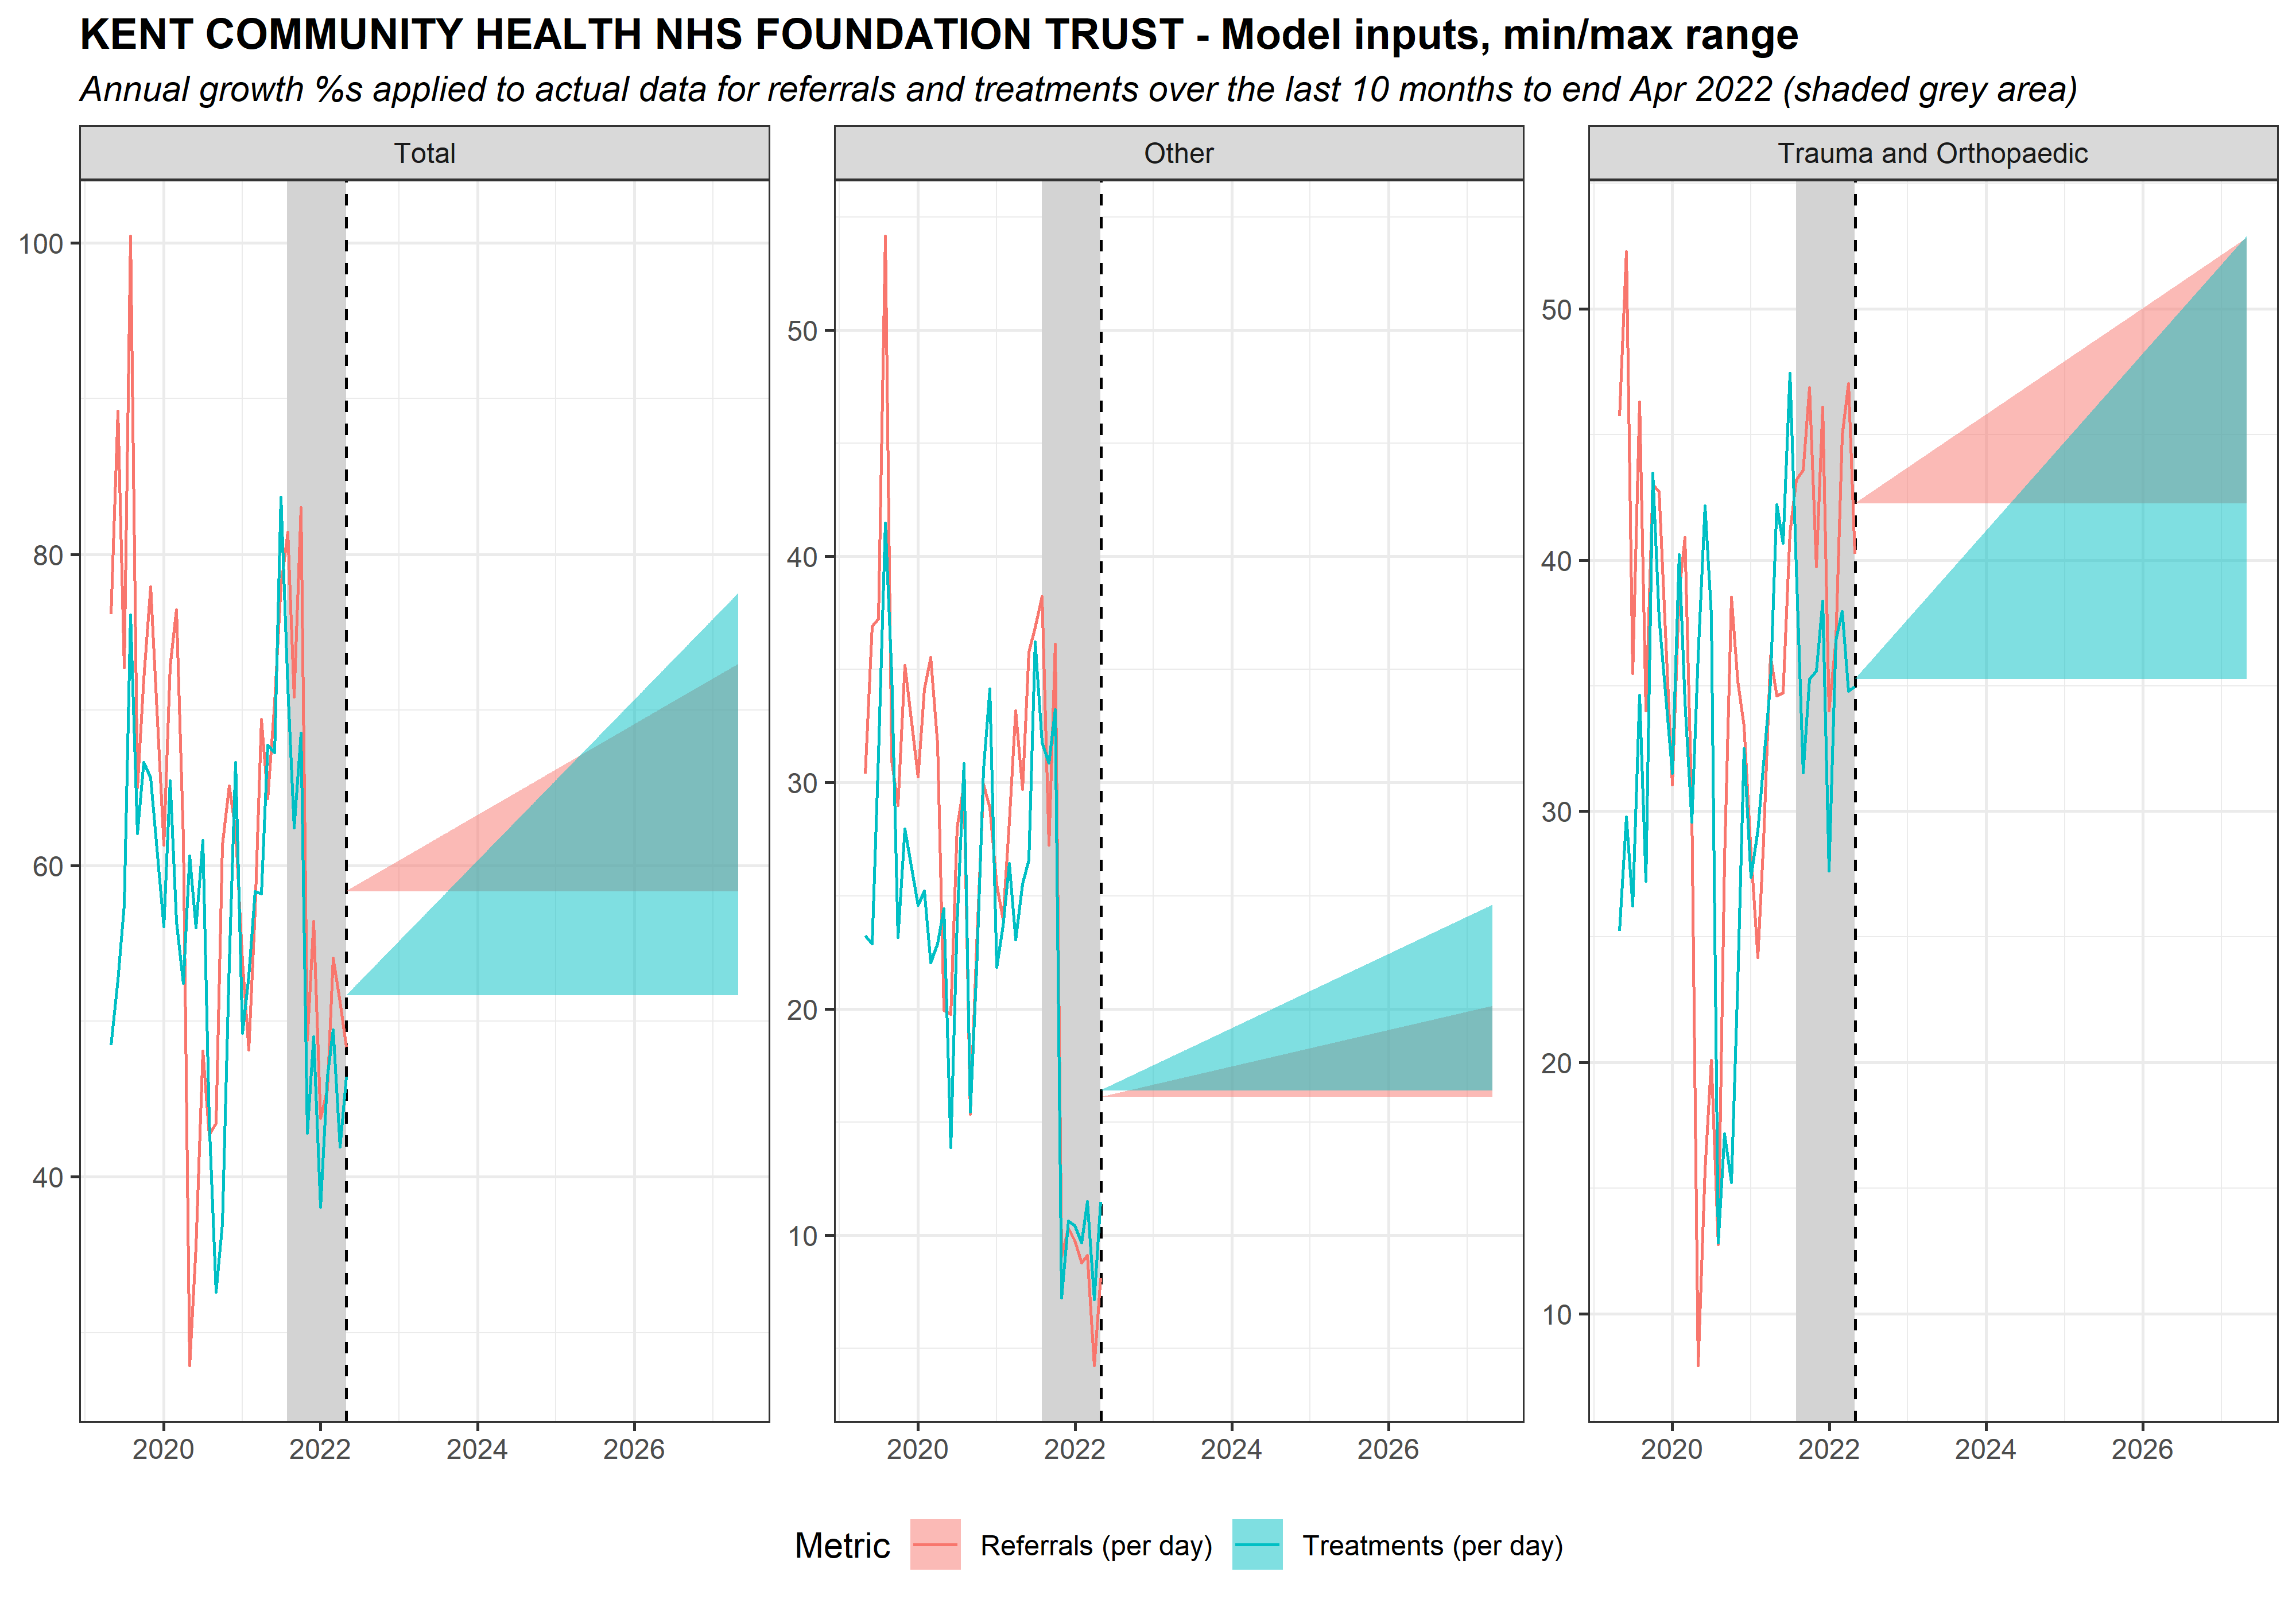 KENT COMMUNITY HEALTH NHS FOUNDATION TRUST - Model inputs, min/max range
Annual growth %s applied to actual data for referrals and treatments over the last 10 months to end Apr 2022 (shaded grey area)
Total
Other
Trauma and Orthopaedic
100
80
60
40
50
40
30
20
10
50
40
30
20
10
2020 2022 2024 2026
2020 2022 2024 2026
2020 2022 2024 2026
Metric Referrals (per day) Treatments (per day)